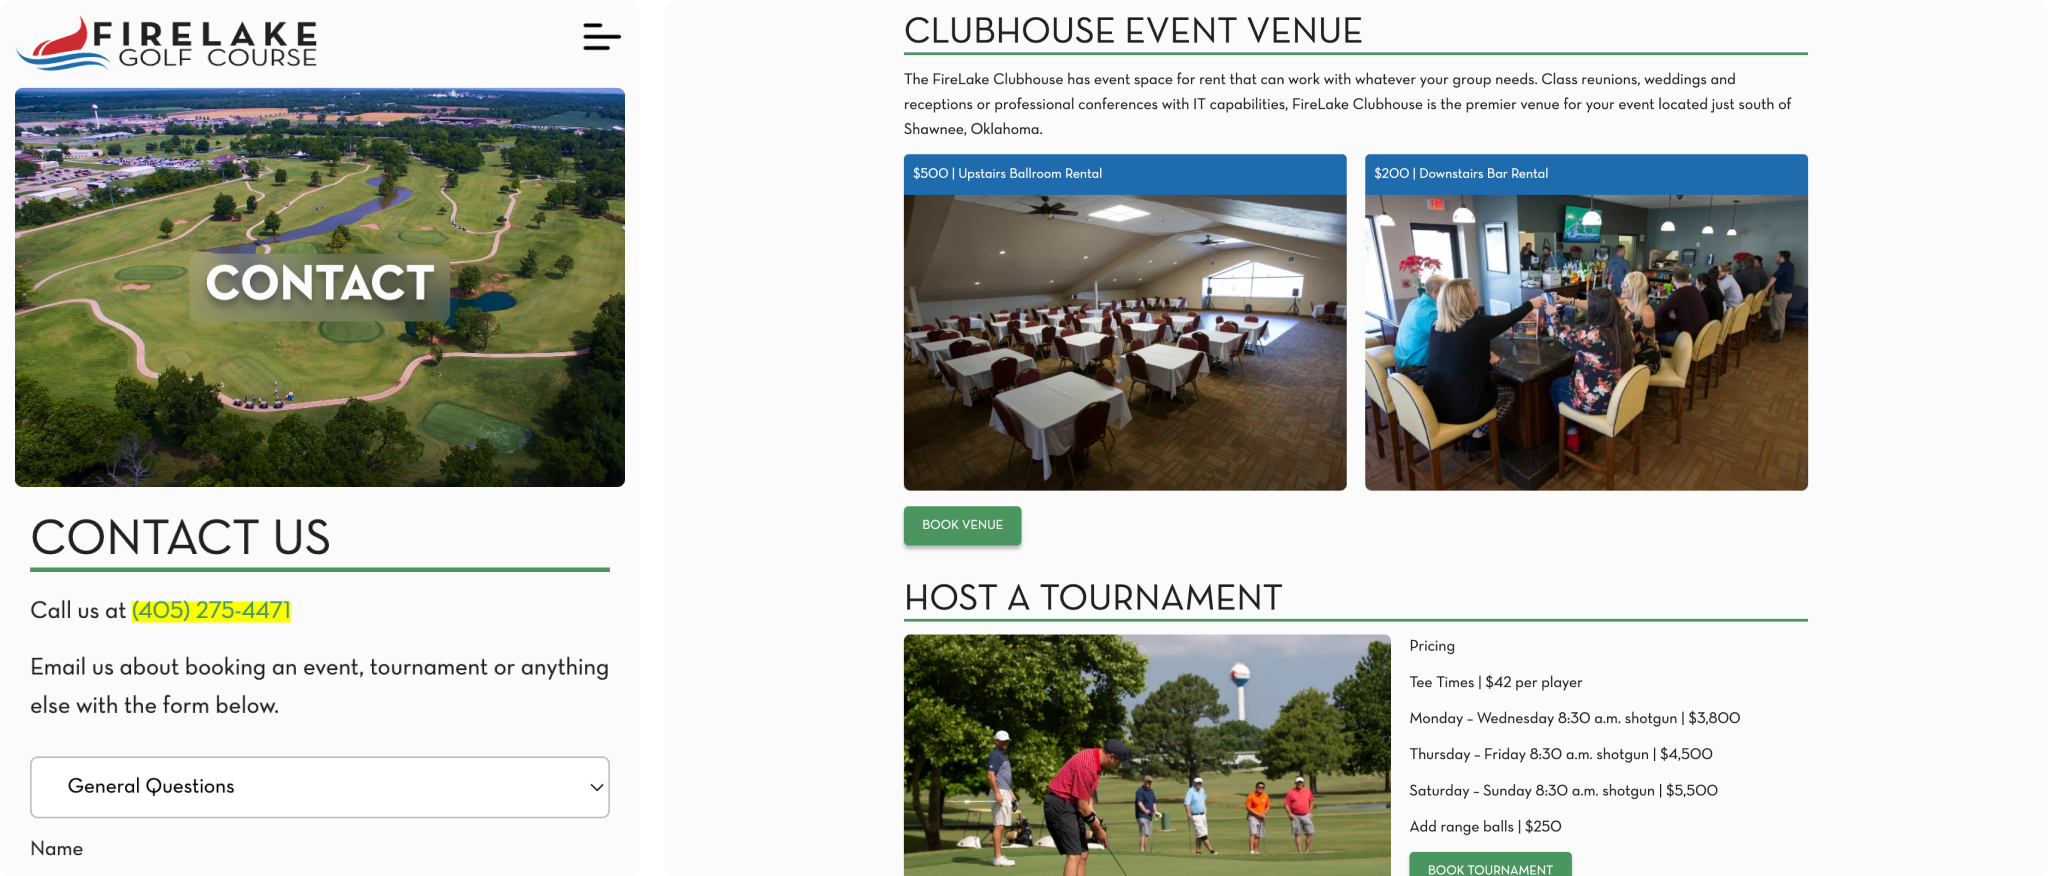 FIRELAKE
GOLF COURSE
CONTACT
CONTACT US
Call us at (405) 275-4471
Email us about booking an event, tournament or anything
else with the form below.
General Questions
Name
CLUBHOUSE EVENT VENUE
The FireLake Clubhouse has event space for rent that can work with whatever your group needs. Class reunions, weddings and
receptions or professional conferences with IT capabilities, FireLake Clubhouse is the premier venue for your event located just south of
Shawnee, Oklahoma.
$500 | Upstairs Ballroom Rental
$200 | Downstairs Bar Rental
EXIT
BOOK VENUE
HOST A TOURNAMENT
Pricing
Tee Times | $42 per player
Monday – Wednesday 8:30 a.m. shotgun | $3,800
Thursday – Friday 8:30 a.m. shotgun | $4,500
Saturday – Sunday 8:30 a.m. shotgun | $5,500
Add range balls | $250
BOOK TOURNAMENT